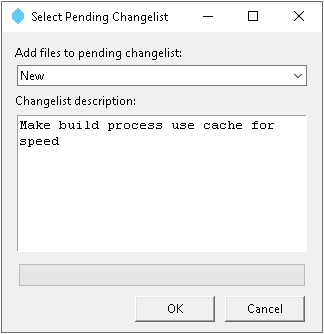 Select Pending Changelist
Add files to pending changelist:
New
Changelist description:
Make build process use cache for
speed
OK
Cancel